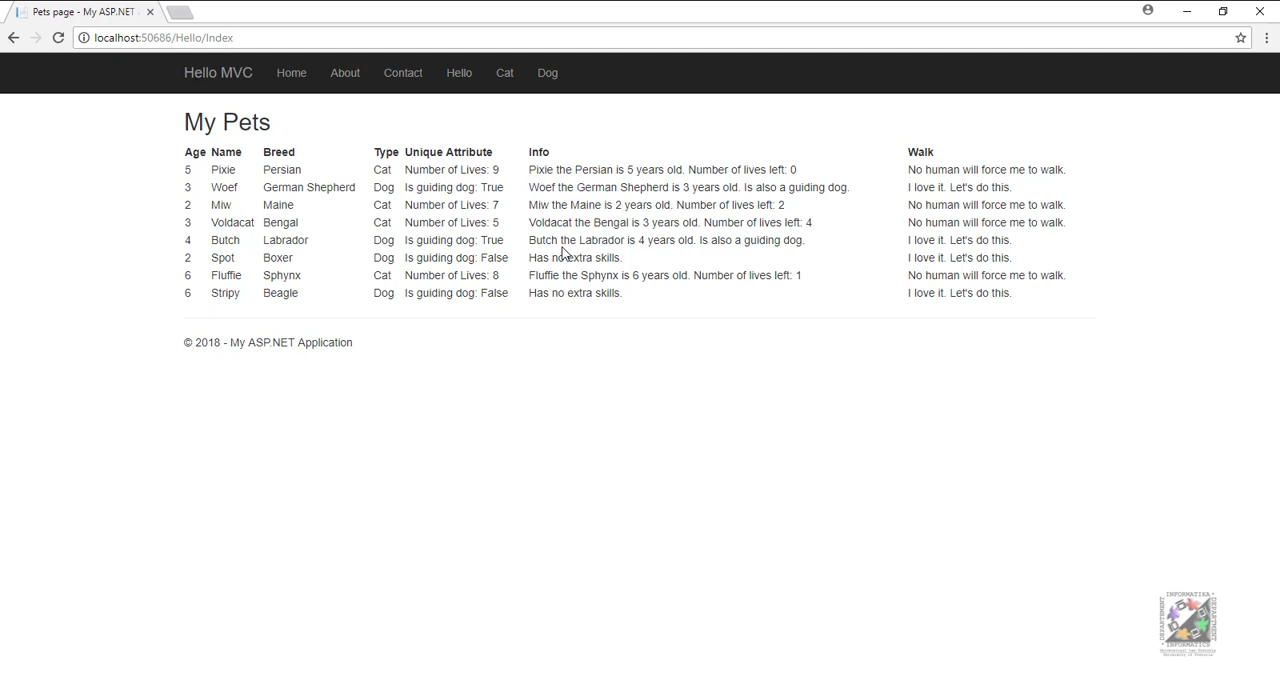 Pets page - My ASP.NET
localhost:50686/Hello/Index
Hello MVC Home About Contact Hello Cat Dog
My Pets
Age Name Breed Type Unique Attribute Info Walk
5 Pixie Persian Cat Number of Lives: 9 Pixie the Persian is 5 years old. Number of lives left: 0 No human will force me to walk.
3 Woef German Shepherd Dog Is guiding dog: True Woef the German Shepherd is 3 years old. Is also a guiding dog. I love it. Let's do this.
2 Miw Maine Cat Number of Lives: 7 Miw the Maine is 2 years old. Number of lives left: 2 No human will force me to walk.
3 Voldacat Bengal Cat Number of Lives: 5 Voldacat the Bengal is 3 years old. Number of lives left: 4 No human will force me to walk.
4 Butch Labrador Dog Is guiding dog: True Butch the Labrador is 4 years old. Is also a guiding dog. I love it. Let's do this.
2 Spot Boxer Dog Is guiding dog: False Has no extra skills. I love it. Let's do this.
6 Fluffie Sphynx Cat Number of Lives: 8 Fluffie the Sphynx is 6 years old. Number of lives left: 1 No human will force me to walk.
6 Stripy Beagle Dog Is guiding dog: False Has no extra skills. I love it. Let's do this.
© 2018 - My ASP.NET Application
INFORMATIKA
DEPARTEMENT
DEPARTMENT
INFORMATICS